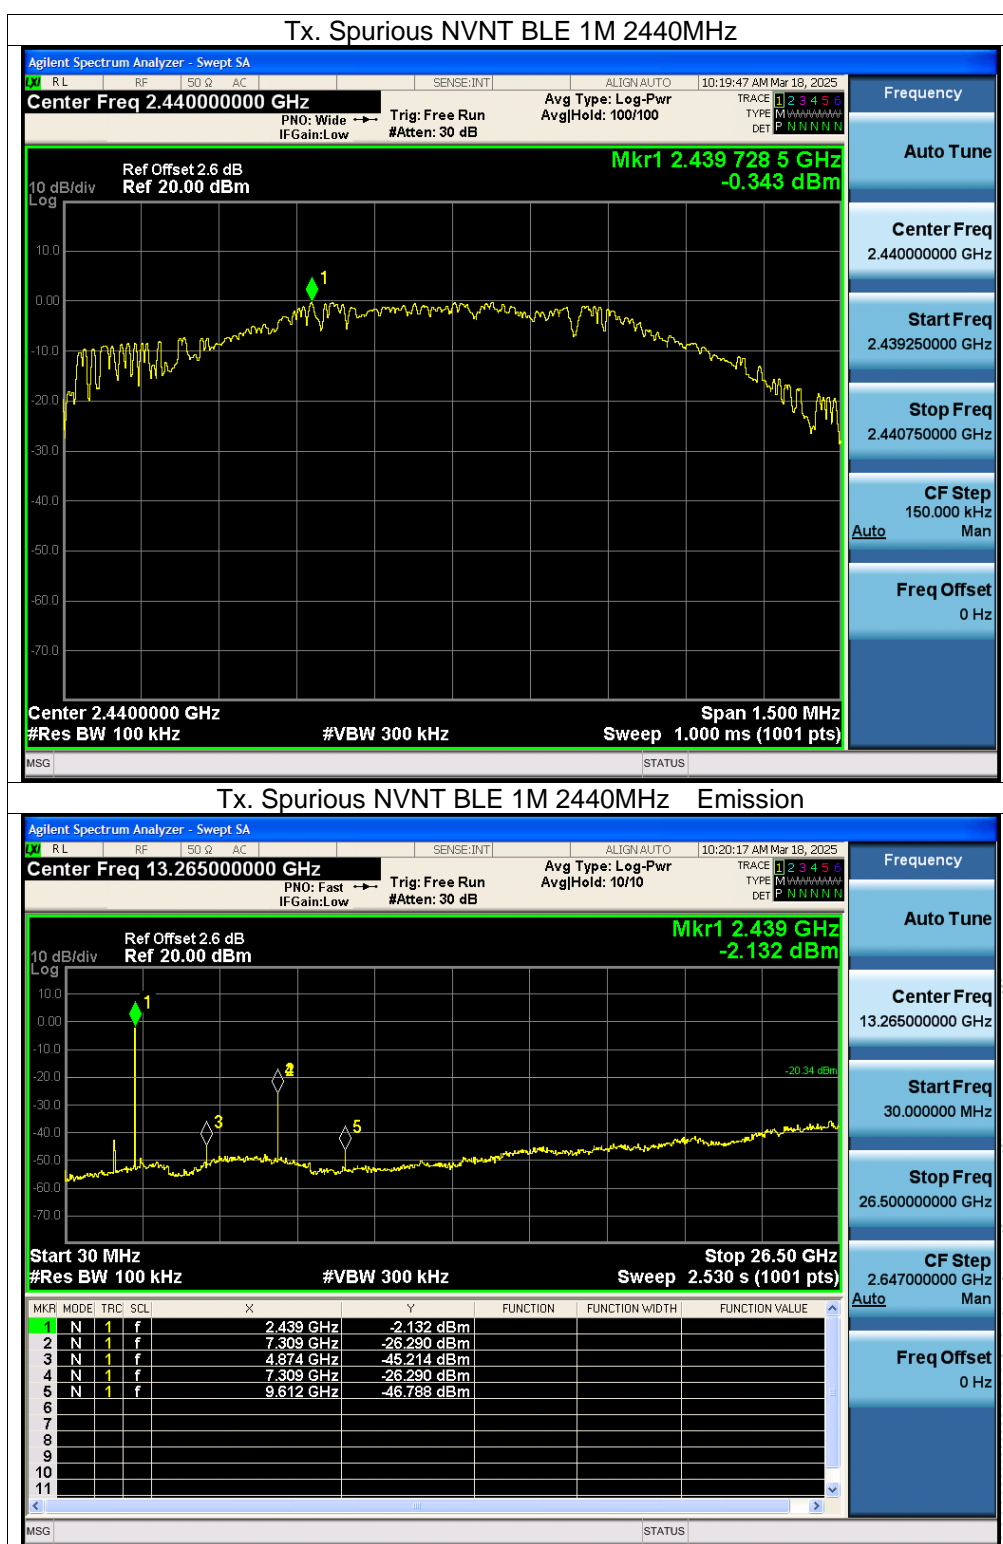 Tx. Spurious NVNT BLE 1M 2440MHz
Agilent Spectrum Analyzer - Swept SA
LXI RL RF 50 Ω AC SENSE:INT ALIGN AUTO 10:19:47 AM Mar 18, 2025
Center Freq 2.440000000 GHz
PNO: Wide
IFGain:Low
Trig: Free Run
#Atten: 30 dB
Avg Type: Log-Pwr
Avg|Hold: 100/100
TRACE 1 2 3 4 5 6
TYPE M WWWWW
DET P N N N N N
Frequency
Auto Tune
Center Freq
2.440000000 GHz
Start Freq
2.439250000 GHz
Stop Freq
2.440750000 GHz
CF Step
150.000 kHz
Auto Man
Freq Offset
0 Hz
Mkr1 2.439 728 5 GHz
-0.343 dBm
Ref Offset 2.6 dB
10 dB/div Ref 20.00 dBm
Log
10.0
1
0.00
-10.0
-20.0
-30.0
-40.0
-50.0
-60.0
-70.0
Center 2.4400000 GHz Span 1.500 MHz
#Res BW 100 kHz #VBW 300 kHz Sweep 1.000 ms (1001 pts)
MSG STATUS
Tx. Spurious NVNT BLE 1M 2440MHz Emission
Agilent Spectrum Analyzer - Swept SA
LXI RL RF 50 Ω AC SENSE:INT ALIGN AUTO 10:20:17 AM Mar 18, 2025
Center Freq 13.265000000 GHz
PNO: Fast
IFGain:Low
Trig: Free Run
#Atten: 30 dB
Avg Type: Log-Pwr
Avg|Hold: 10/10
TRACE 1 2 3 4 5 6
TYPE M WWWWW
DET P N N N N N
Frequency
Auto Tune
Center Freq
13.265000000 GHz
Start Freq
30.000000 MHz
Stop Freq
26.500000000 GHz
CF Step
2.647000000 GHz
Auto Man
Freq Offset
0 Hz
Mkr1 2.439 GHz
-2.132 dBm
Ref Offset 2.6 dB
10 dB/div Ref 20.00 dBm
Log
10.0
1
0.00
-10.0
-20.0
-20.34 dBm
-30.0
3
5
-40.0
-50.0
-60.0
-70.0
Start 30 MHz Stop 26.50 GHz
#Res BW 100 kHz #VBW 300 kHz Sweep 2.530 s (1001 pts)
MKR MODE TRC SCL X Y FUNCTION FUNCTION WIDTH FUNCTION VALUE
1 N 1 f 2.439 GHz -2.132 dBm
2 N 1 f 7.309 GHz -26.290 dBm
3 N 1 f 4.874 GHz -45.214 dBm
4 N 1 f 7.309 GHz -26.290 dBm
5 N 1 f 9.612 GHz -46.788 dBm
6
7
8
9
10
11
MSG STATUS